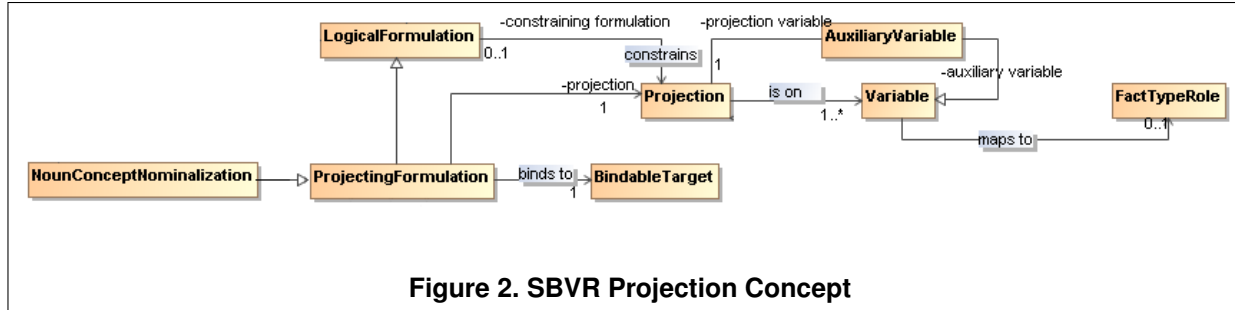 -constraining formulation
-projection variable
LogicalFormulation
AuxiliaryVariable
0..1
constrains
1
-auxiliary variable
-projection
1
Projection
is on
1..*
Variable
FactTypeRole
0..1
maps to
NounConceptNominalization
ProjectingFormulation
binds to
1
BindableTarget
Figure 2. SBVR Projection Concept